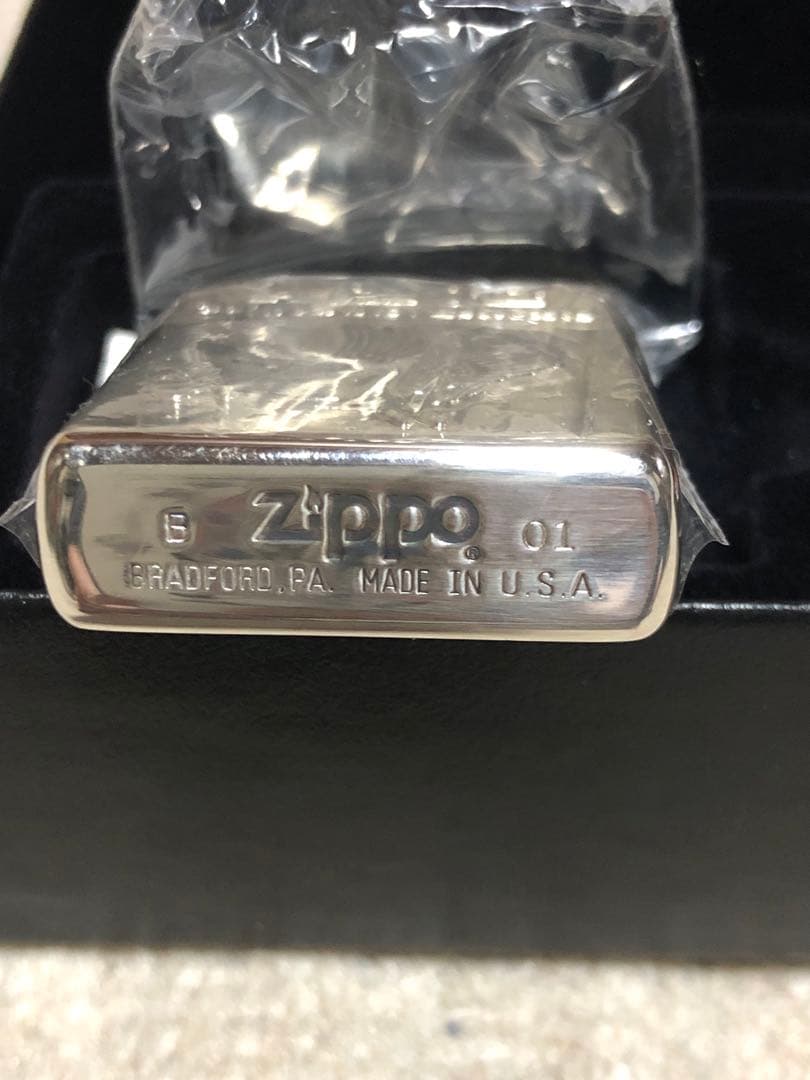 B zippo® 01
BRADFORD, PA. MADE IN U.S.A.